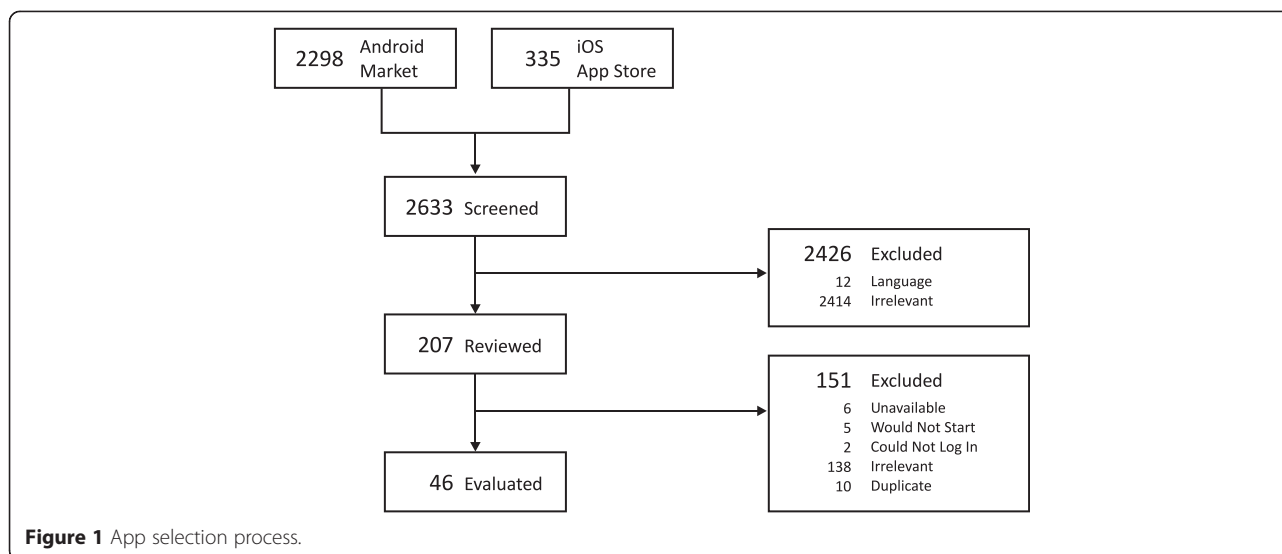 2298 Android
Market
335 iOS
App Store
2633 Screened
2426 Excluded
12 Language
2414 Irrelevant
207 Reviewed
151 Excluded
6 Unavailable
5 Would Not Start
2 Could Not Log In
138 Irrelevant
10 Duplicate
46 Evaluated
Figure 1 App selection process.